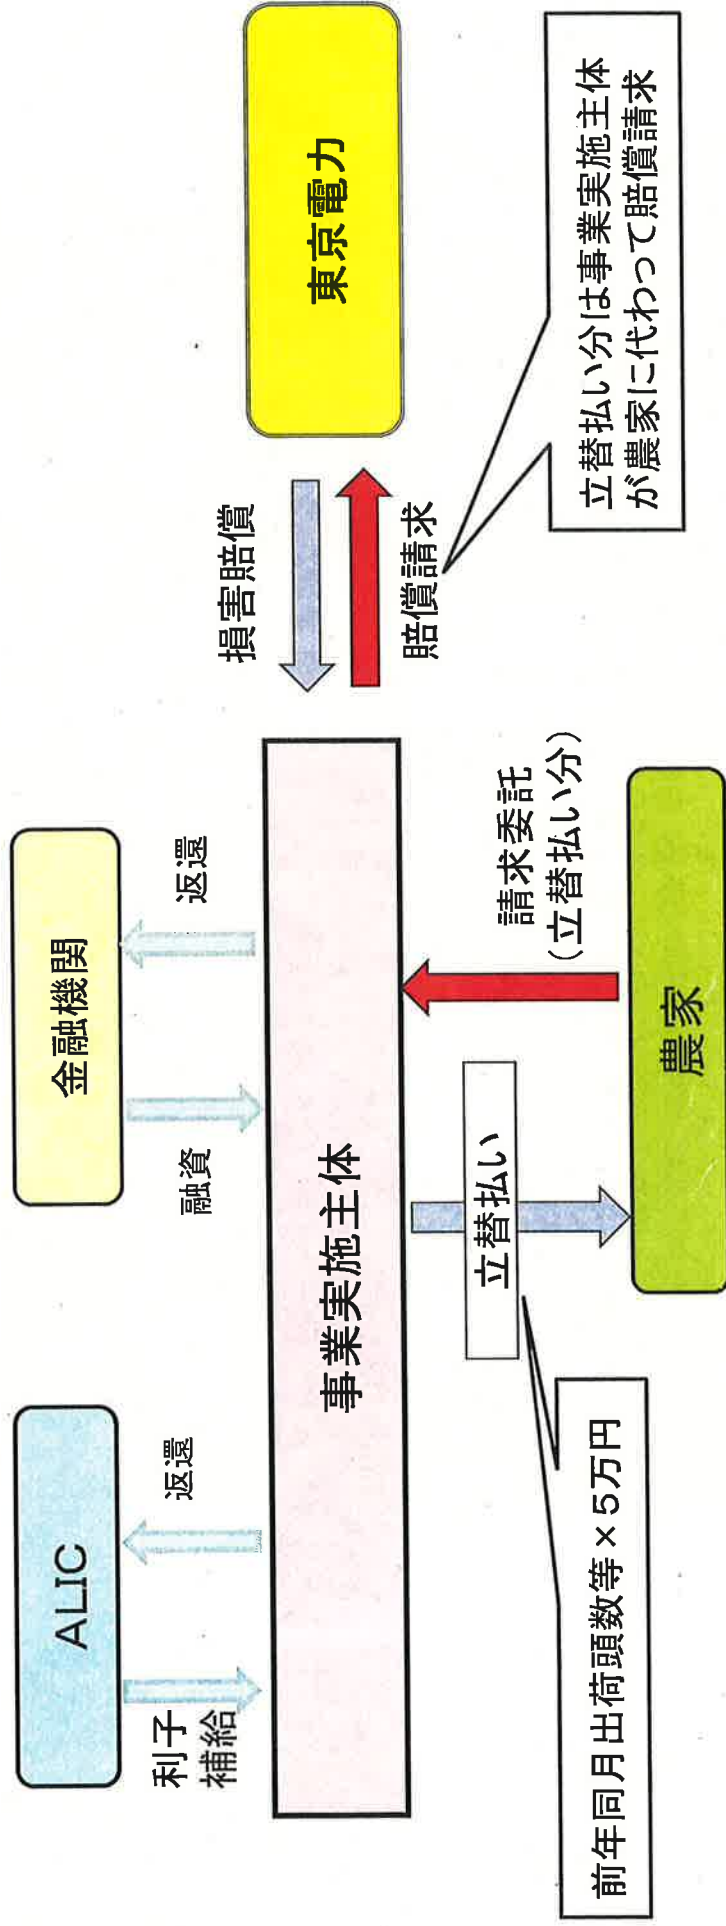 ALIC
金融機関
利子
補給
返還
融資
返還
事業実施主体
損害賠償
賠償請求
東京電力
立替払い
請求委託
(立替払い分)
農家
前年同月出荷頭数等×5万円
立替払い分は事業実施主体
が農家に代わって賠償請求